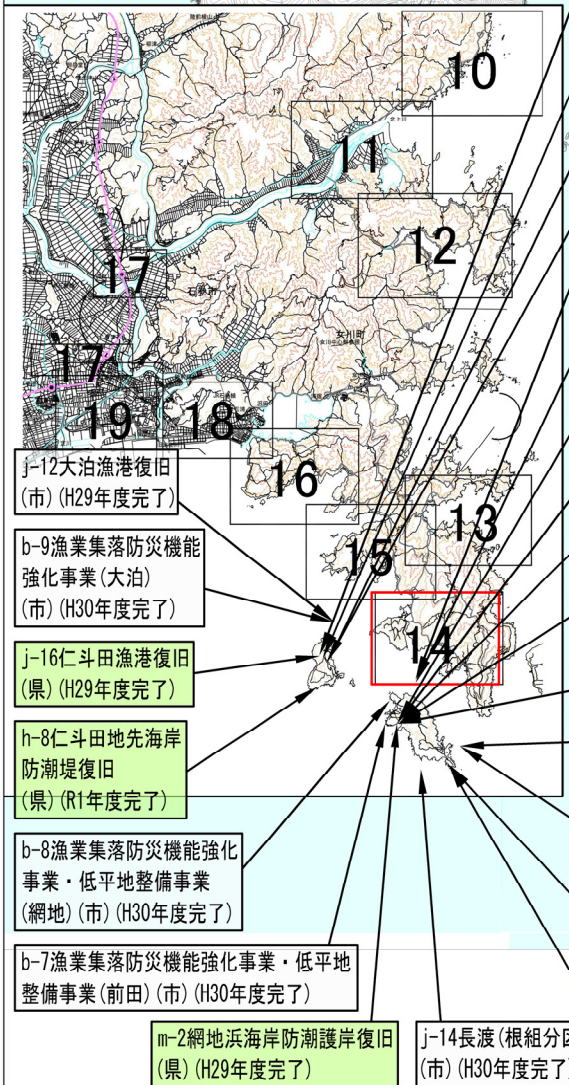 10
11
12
17
石巻市
女川町
17
19
18
16
13
15
14
j-12大泊漁港復旧
(市)(H29年度完了)
b-9漁業集落防災機能
強化事業(大泊)
(市)(H30年度完了)
j-16仁斗田漁港復旧
(県)(H29年度完了)
h-8仁斗田地先海岸
防潮堤復旧
(県)(R1年度完了)
b-8漁業集落防災機能強化
事業・低平地整備事業
(網地)(市)(H30年度完了)
b-7漁業集落防災機能強化事業・低平地
整備事業(前田)(市)(H30年度完了)
m-2網地浜海岸防潮護岸復旧
(県)(H29年度完了)
j-14長渡(根組分区
(市)(H30年度完了)